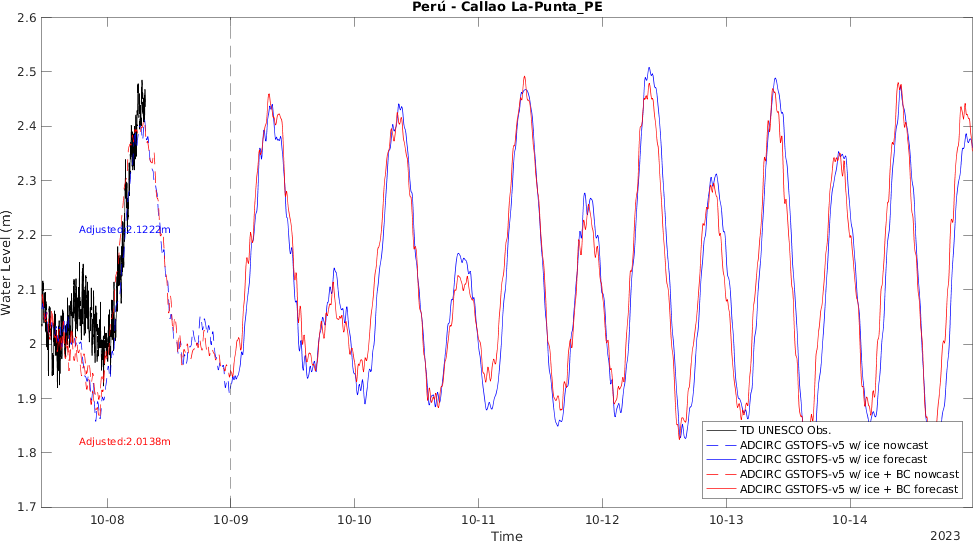 Perú - Callao La-Punta_PE
2.6
2.5
2.4
2.3
2.2
2.1
2
1.9
1.8
1.7
Water Level (m)
Adjusted:2.1222m
Adjusted:2.0138m
TD UNESCO Obs.
ADCIRC GSTOFS-v5 w/ ice nowcast
ADCIRC GSTOFS-v5 w/ ice forecast
ADCIRC GSTOFS-v5 w/ ice + BC nowcast
ADCIRC GSTOFS-v5 w/ ice + BC forecast
10-08 10-09 10-10 10-11 10-12 10-13 10-14
Time
2023